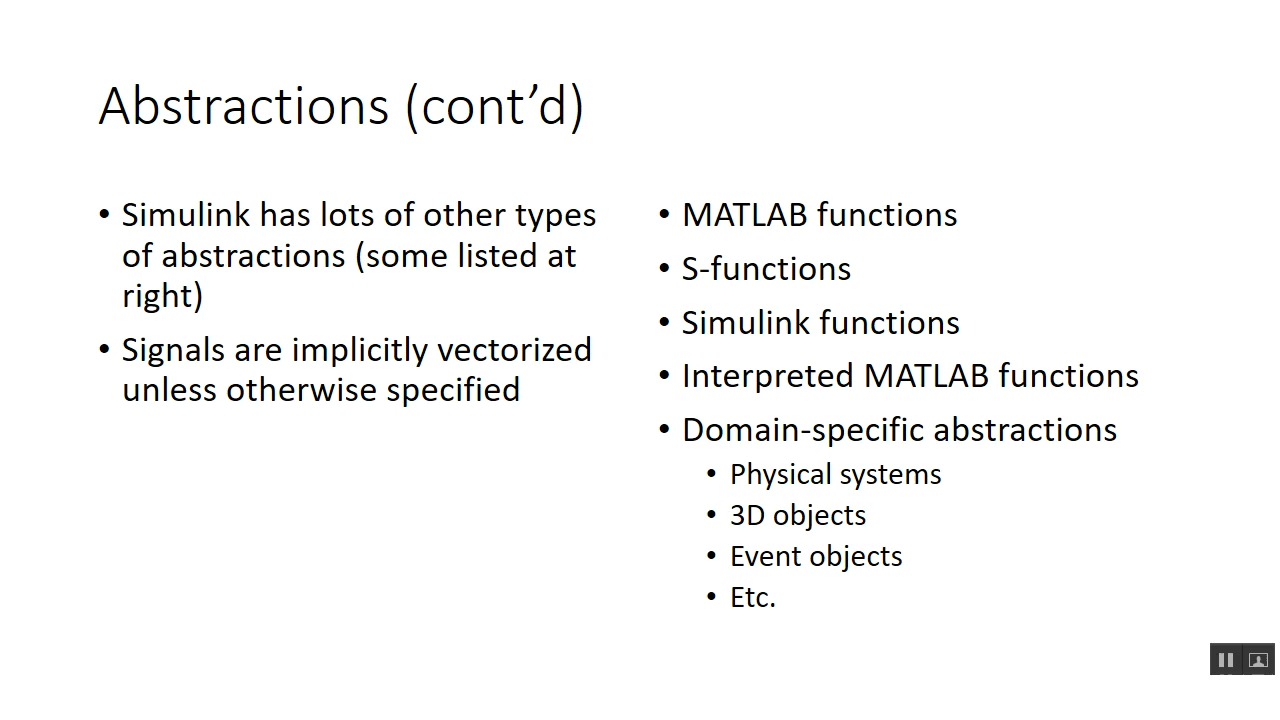 Abstractions (cont’d)
• Simulink has lots of other types
of abstractions (some listed at
right)
• Signals are implicitly vectorized
unless otherwise specified
• MATLAB functions
• S-functions
• Simulink functions
• Interpreted MATLAB functions
• Domain-specific abstractions
• Physical systems
• 3D objects
• Event objects
• Etc.